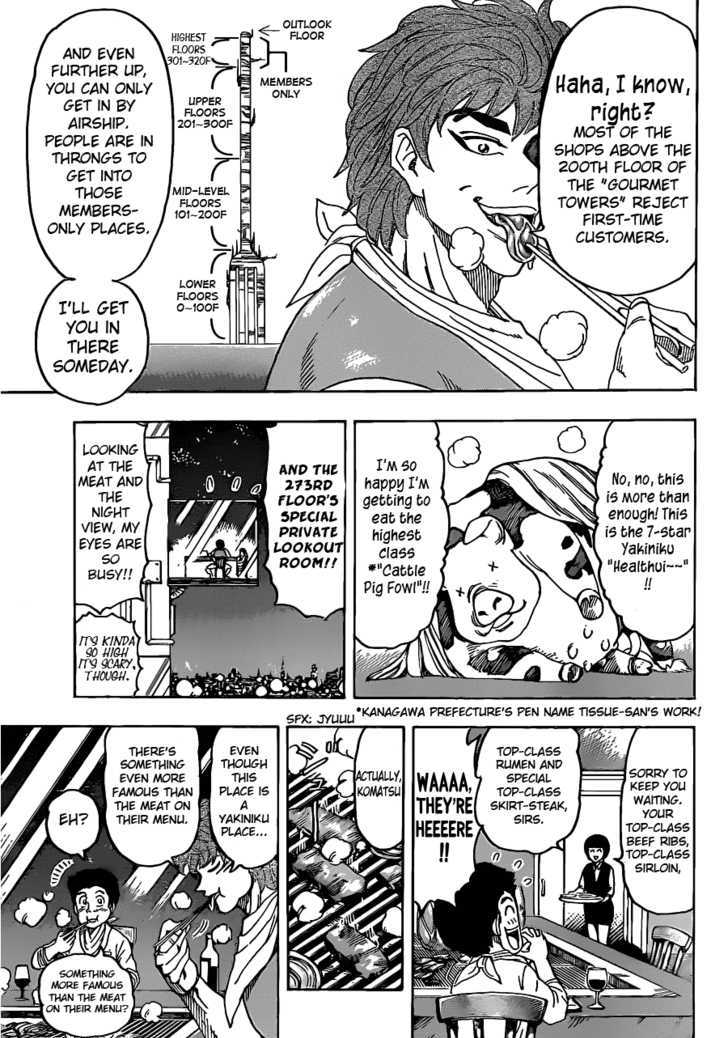 Haha, I know,
right?
MOST OF THE
SHOPS ABOVE THE
200TH FLOOR OF
THE "GOURMET
TOWERS" REJECT
FIRST-TIME
CUSTOMERS.
OUTLOOK
FLOOR
MEMBERS
ONLY
HIGHEST
FLOORS
301~320F
UPPER
FLOORS
201~300F
MID-LEVEL
FLOORS
101~200F
LOWER
FLOORS
0~100F
AND EVEN
FURTHER UP,
YOU CAN ONLY
GET IN BY
AIRSHIP.
PEOPLE ARE IN
THRONGS TO
GET INTO
THOSE
MEMBERS-
ONLY PLACES.
I'LL GET
YOU IN
THERE
SOMEDAY.
No, no, this
is more than
enough! This
is the 7-star
Yakiniku
"Healthui~~"
!!
I'm so
happy I'm
getting to
eat the
highest
class
*"Cattle
Pig Fowl"!!
AND THE
273RD
FLOOR'S
SPECIAL
PRIVATE
LOOKOUT
ROOM!!
LOOKING
AT THE
MEAT AND
THE
NIGHT
VIEW, MY
EYES ARE
SO
BUSY!!
IT'S KINDA
SO HIGH
IT'S SCARY,
THOUGH.
*KANAGAWA PREFECTURE'S PEN NAME TISSUE-SAN'S WORK!
SORRY TO
KEEP YOU
WAITING.
YOUR
TOP-CLASS
BEEF RIBS,
TOP-CLASS
SIRLOIN,
TOP-CLASS
RUMEN AND
SPECIAL
TOP-CLASS
SKIRT-STEAK,
SIRS.
WAAAA,
THEY'RE
HEEEERE
!!
SFX: JYUUU
ACTUALLY,
KOMATSU
EVEN
THOUGH
THIS
PLACE IS
A
YAKINIKU
PLACE...
THERE'S
SOMETHING
EVEN MORE
FAMOUS THAN
THE MEAT ON
THEIR MENU.
EH?
SOMETHING
MORE FAMOUS
THAN THE MEAT
ON THEIR MENU?